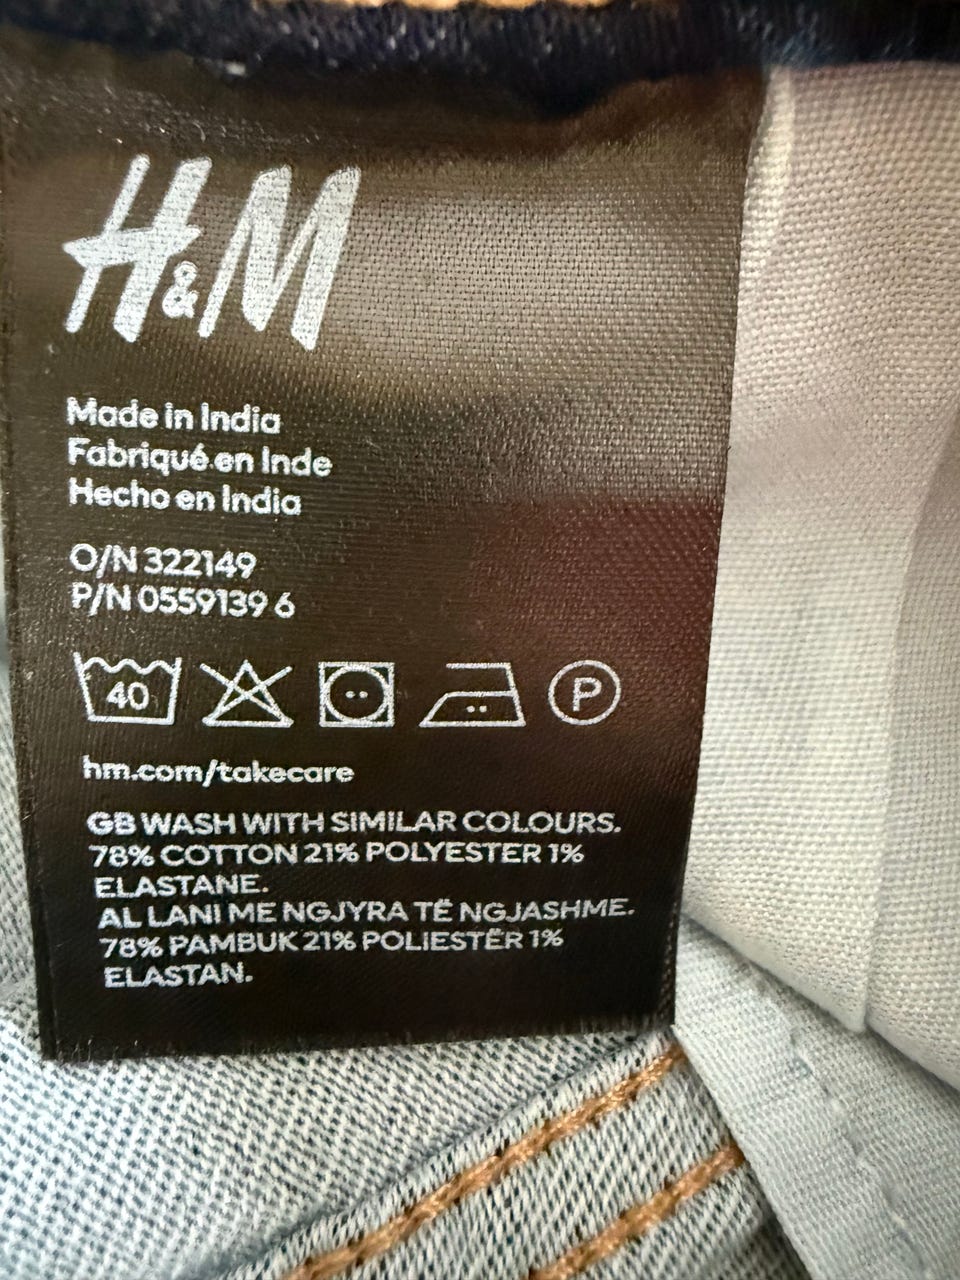 H&M
Made in India
Fabriqué en Inde
Hecho en India
O/N 322149
P/N 0559139 6
40 P
hm.com/takecare
GB WASH WITH SIMILAR COLOURS.
78% COTTON 21% POLYESTER 1%
ELASTANE.
AL LANI ME NGJYRA TË NGJASHME.
78% PAMBUK 21% POLIESTËR 1%
ELASTAN.